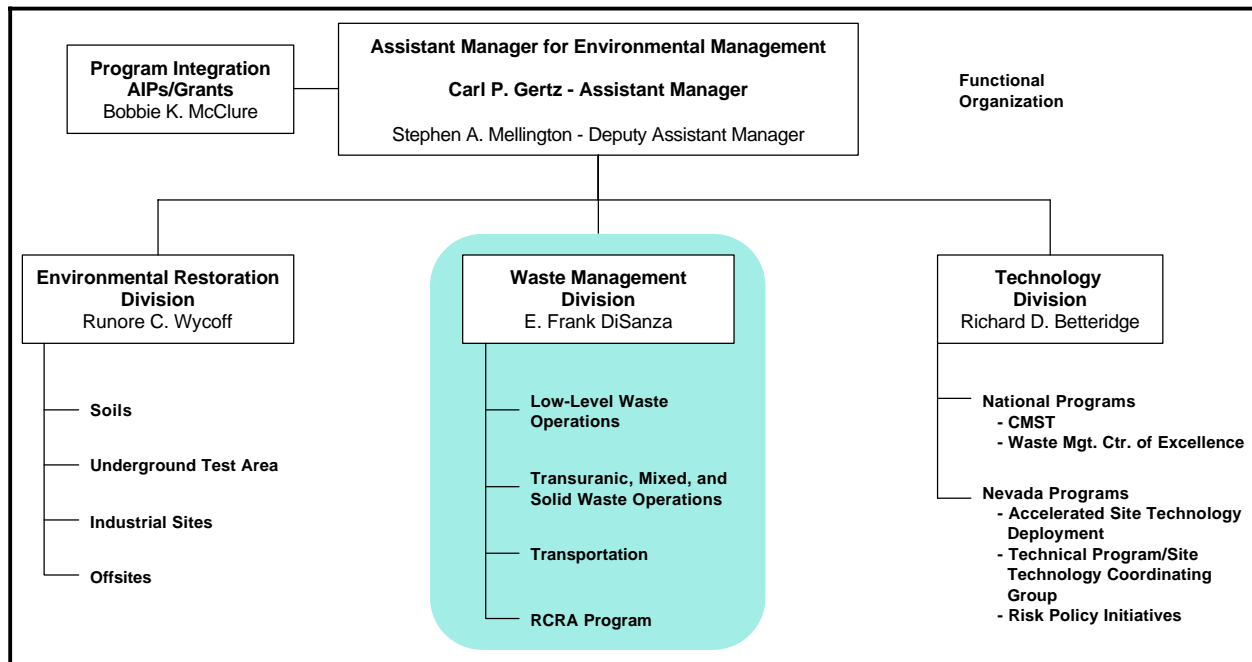 Assistant Manager for Environmental Management
Carl P. Gertz - Assistant Manager
Stephen A. Mellington - Deputy Assistant Manager
Program Integration
AIPs/Grants
Bobbie K. McClure
Functional
Organization
Environmental Restoration
Division
Runore C. Wycoff
Soils
Underground Test Area
Industrial Sites
Offsites
Waste Management
Division
E. Frank DiSanza
Low-Level Waste
Operations
Transuranic, Mixed, and
Solid Waste Operations
Transportation
RCRA Program
Technology
Division
Richard D. Betteridge
National Programs
- CMST
- Waste Mgt. Ctr. of Excellence
Nevada Programs
- Accelerated Site Technology
Deployment
- Technical Program/Site
Technology Coordinating
Group
- Risk Policy Initiatives